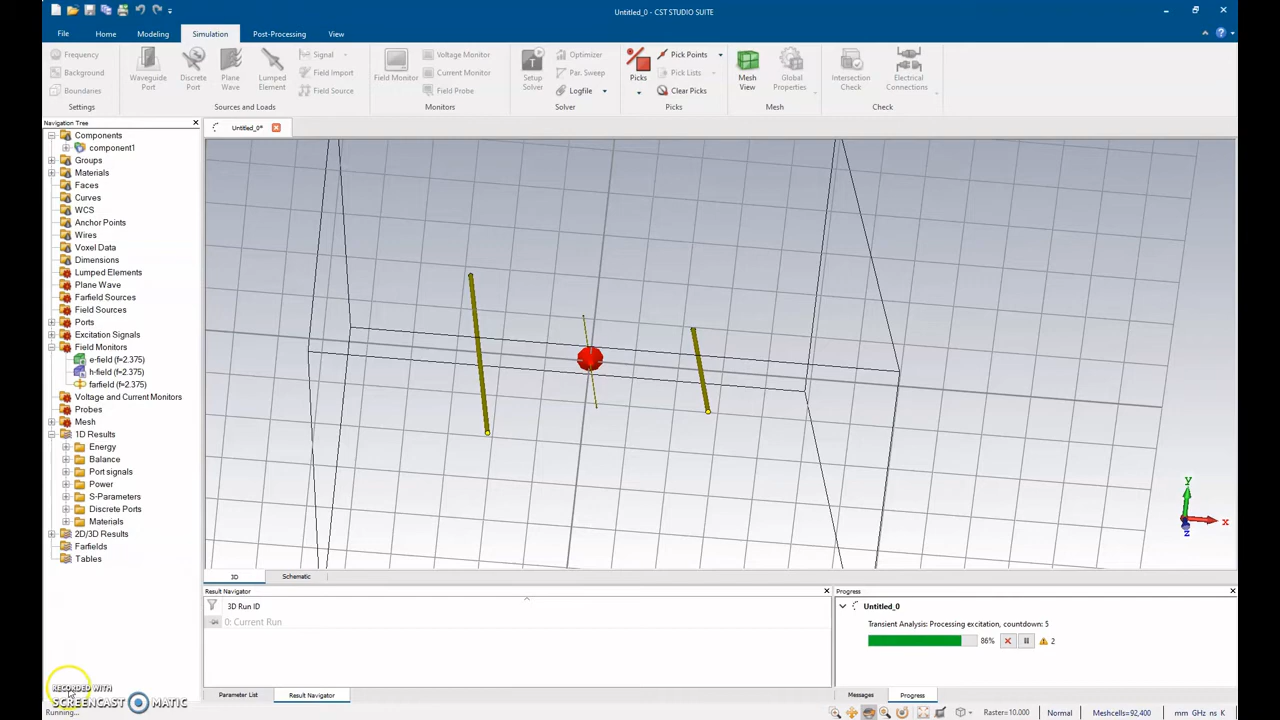 Untitled_0 - CST STUDIO SUITE
File Home Modeling Simulation Post-Processing View
Frequency
Background
Boundaries
Settings
Waveguide Port
Discrete Port
Plane Wave
Lumped Element
Signal
Field Import
Field Source
Sources and Loads
Field Monitor
Voltage Monitor
Current Monitor
Field Probe
Monitors
Setup Solver
Optimizer
Par. Sweep
Logfile
Solver
Picks
Pick Points
Pick Lists
Clear Picks
Picks
Mesh View
Global Properties
Mesh
Intersection Check
Electrical Connections
Check
Navigation Tree
Untitled_0*
Components
component1
Groups
Materials
Faces
Curves
WCS
Anchor Points
Wires
Voxel Data
Dimensions
Lumped Elements
Plane Wave
Farfield Sources
Field Sources
Ports
Excitation Signals
Field Monitors
e-field (f=2.375)
h-field (f=2.375)
farfield (f=2.375)
Voltage and Current Monitors
Probes
Mesh
1D Results
Energy
Balance
Port signals
Power
S-Parameters
Discrete Ports
Materials
2D/3D Results
Farfields
Tables
y
x
z
3D Schematic
Result Navigator
3D Run ID
0: Current Run
Parameter List Result Navigator
Progress
Untitled_0
Transient Analysis: Processing excitation, countdown: 5
86% 2
Messages Progress
RECORDED WITH
SCREENCAST MATIC
Running...
Raster=10.000 Normal Meshcells=92,400 mm GHz ns K